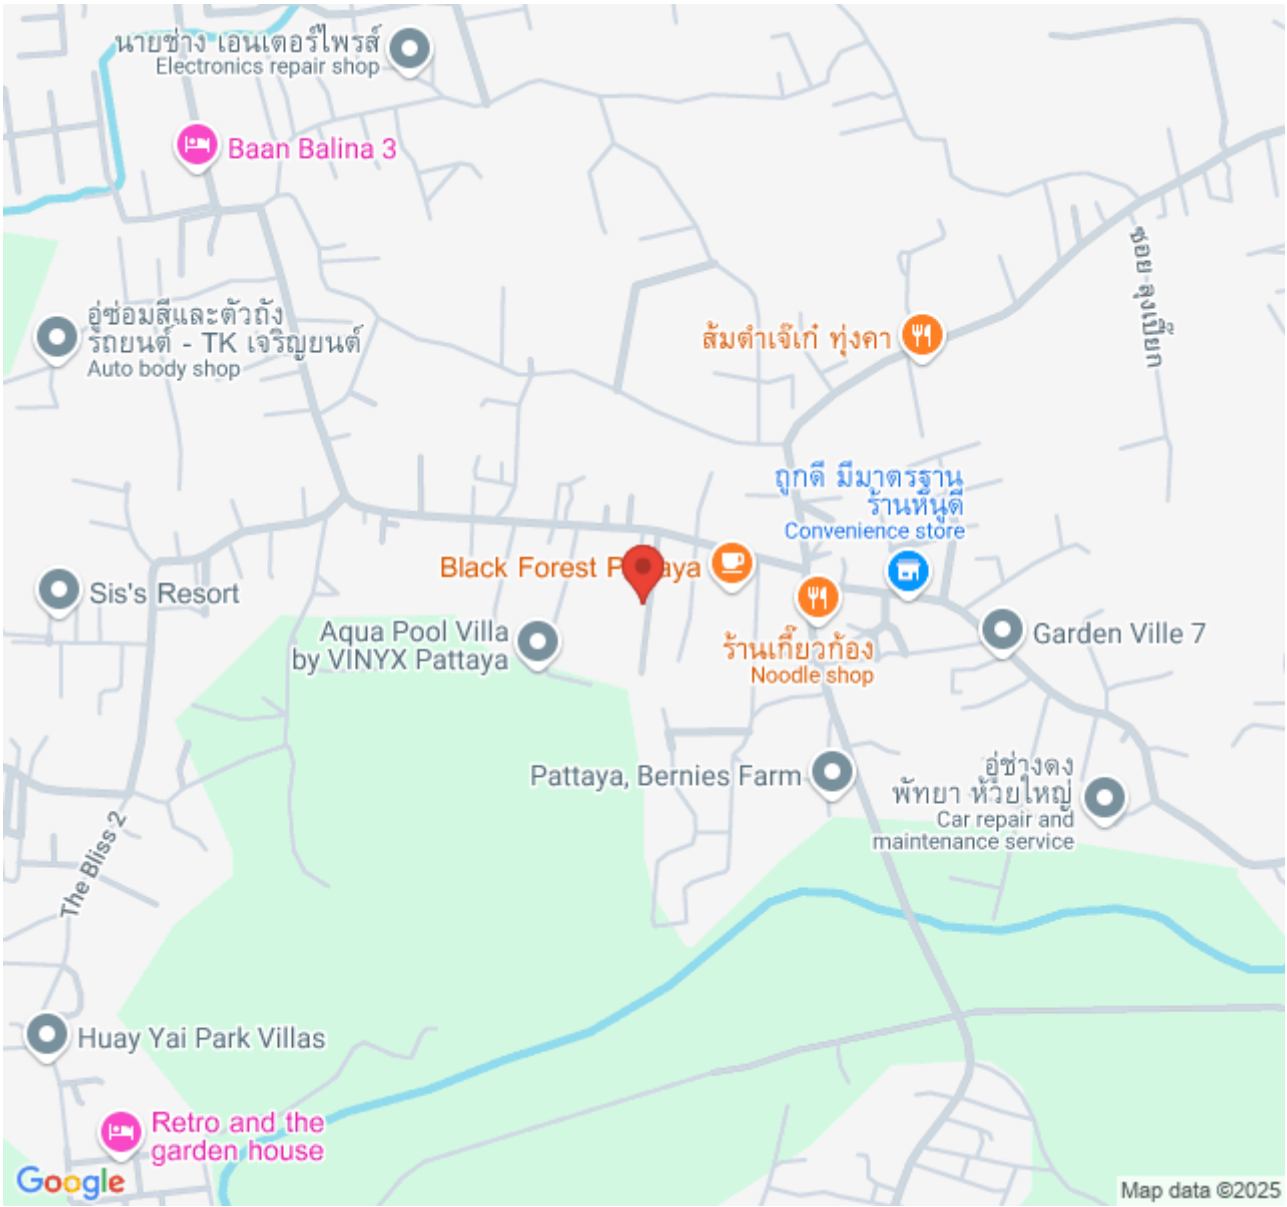 นายช่าง เอนเตอร์ไพรส์
Electronics repair shop
Baan Balina 3
ซอย ลุงเปี๊ยก
อู่ซ่อมสีและตัวถัง
รถยนต์ - TK เจริญยนต์
Auto body shop
ส้มตำเจ๊เก๋ ทุ่งคา
ถูกดี มีมาตรฐาน
ร้านหนูดี
Convenience store
Black Forest P aya
Sis's Resort
Aqua Pool Villa
by VINYX Pattaya
Garden Ville 7
ร้านเกี๊ยวก้อง
Noodle shop
Pattaya, Bernies Farm
อู่ช่างดง
พัทยา ห้วยใหญ่
Car repair and
maintenance service
The Bliss 2
Huay Yai Park Villas
Retro and the
garden house
Google
Map data ©2025